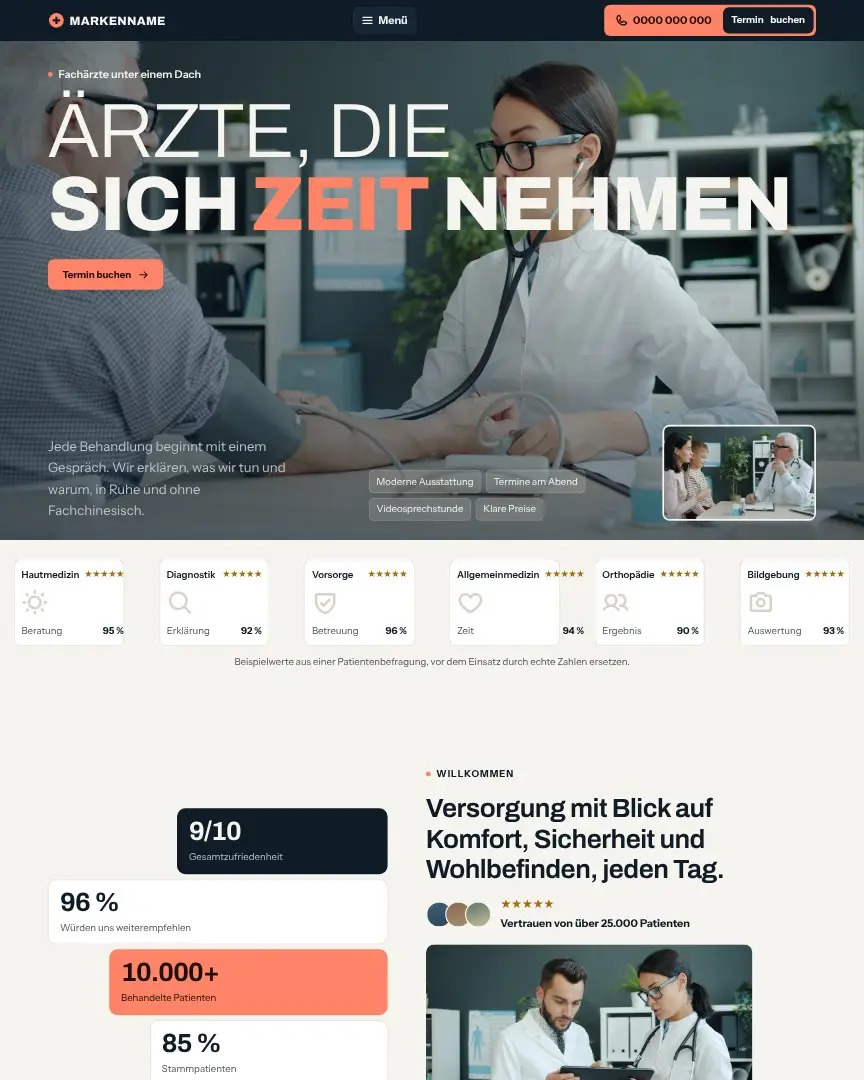 MARKENNAME
Menü
0000 000 000
Termin buchen
Fachärzte unter einem Dach
ÄRZTE, DIE
SICH ZEIT NEHMEN
Termin buchen →
Jede Behandlung beginnt mit einem
Gespräch. Wir erklären, was wir tun und
warum, in Ruhe und ohne
Fachchinesisch.
Moderne Ausstattung
Termine am Abend
Videosprechstunde
Klare Preise
Hautmedizin ★★★★★
Beratung 95 %
Diagnostik ★★★★★
Erklärung 92 %
Vorsorge ★★★★★
Betreuung 96 %
Allgemeinmedizin ★★★★★
Zeit 94 %
Orthopädie ★★★★★
Ergebnis 90 %
Bildgebung ★★★★★
Auswertung 93 %
Beispielwerte aus einer Patientenbefragung, vor dem Einsatz durch echte Zahlen ersetzen.
9/10
Gesamtzufriedenheit
96 %
Würden uns weiterempfehlen
10.000+
Behandelte Patienten
85 %
Stammpatienten
WILLKOMMEN
Versorgung mit Blick auf
Komfort, Sicherheit und
Wohlbefinden, jeden Tag.
★★★★★
Vertrauen von über 25.000 Patienten